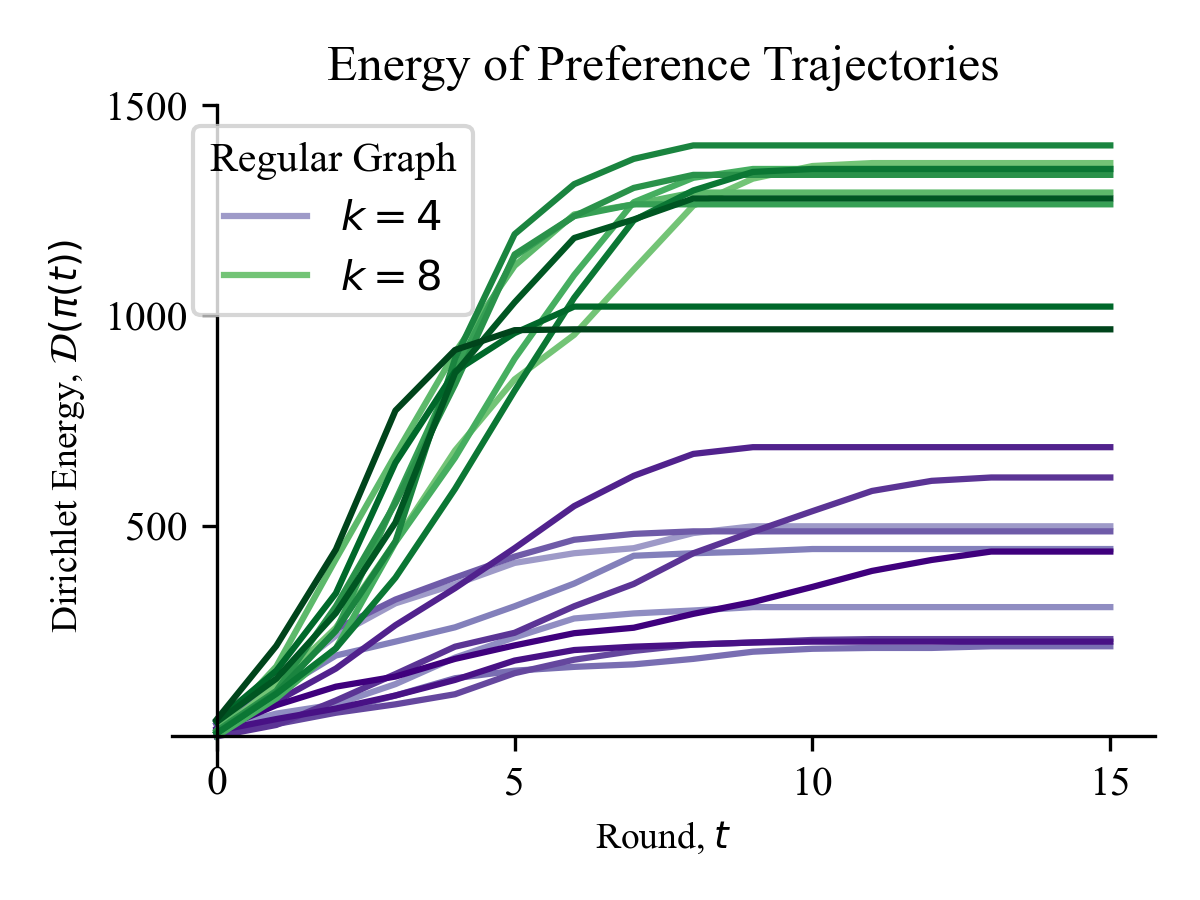 Energy of Preference Trajectories
1500
1000
500
Dirichlet Energy, 𝒟(π(t))
Regular Graph
k = 4
k = 8
0 5 10 15
Round, t